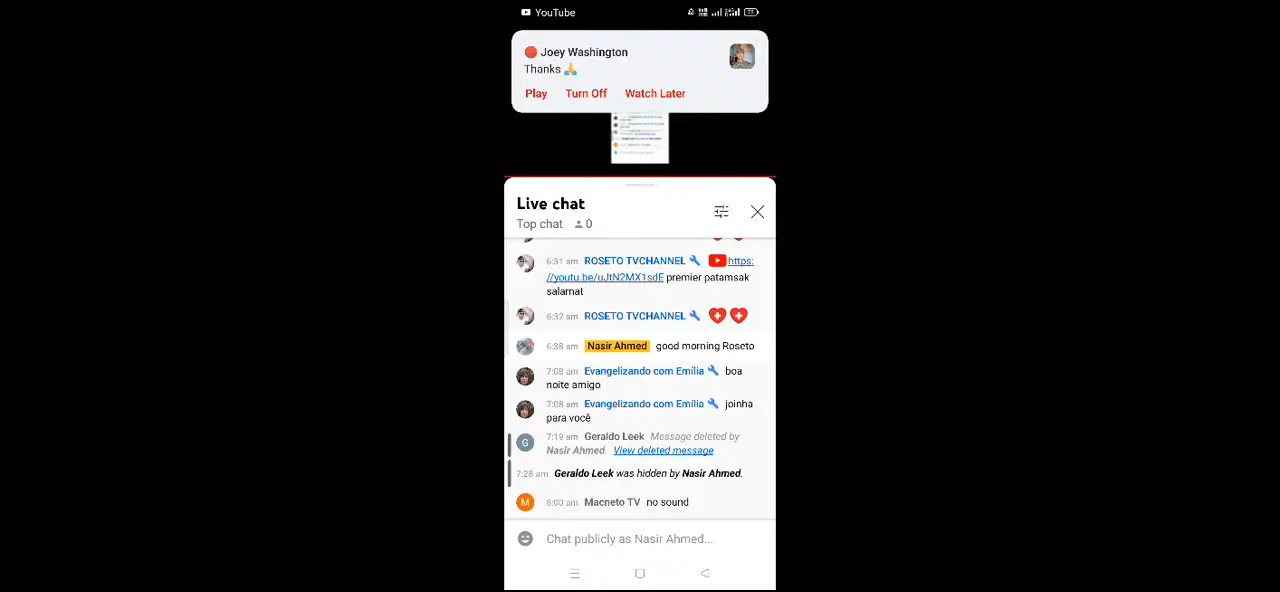 YouTube
Joey Washington
Thanks 🙏
Play Turn Off Watch Later
Live chat
Top chat 0
6:31 am ROSETO TVCHANNEL https:
//youtu.be/uJtN2MX1sdE premier patamsak
salamat
6:32 am ROSETO TVCHANNEL
6:38 am Nasir Ahmed good morning Roseto
7:08 am Evangelizando com Emília boa
noite amigo
7:08 am Evangelizando com Emília joinha
para você
G 7:19 am Geraldo Leek Message deleted by
Nasir Ahmed. View deleted message
7:28 am Geraldo Leek was hidden by Nasir Ahmed.
M 8:00 am Macneto TV no sound
Chat publicly as Nasir Ahmed...